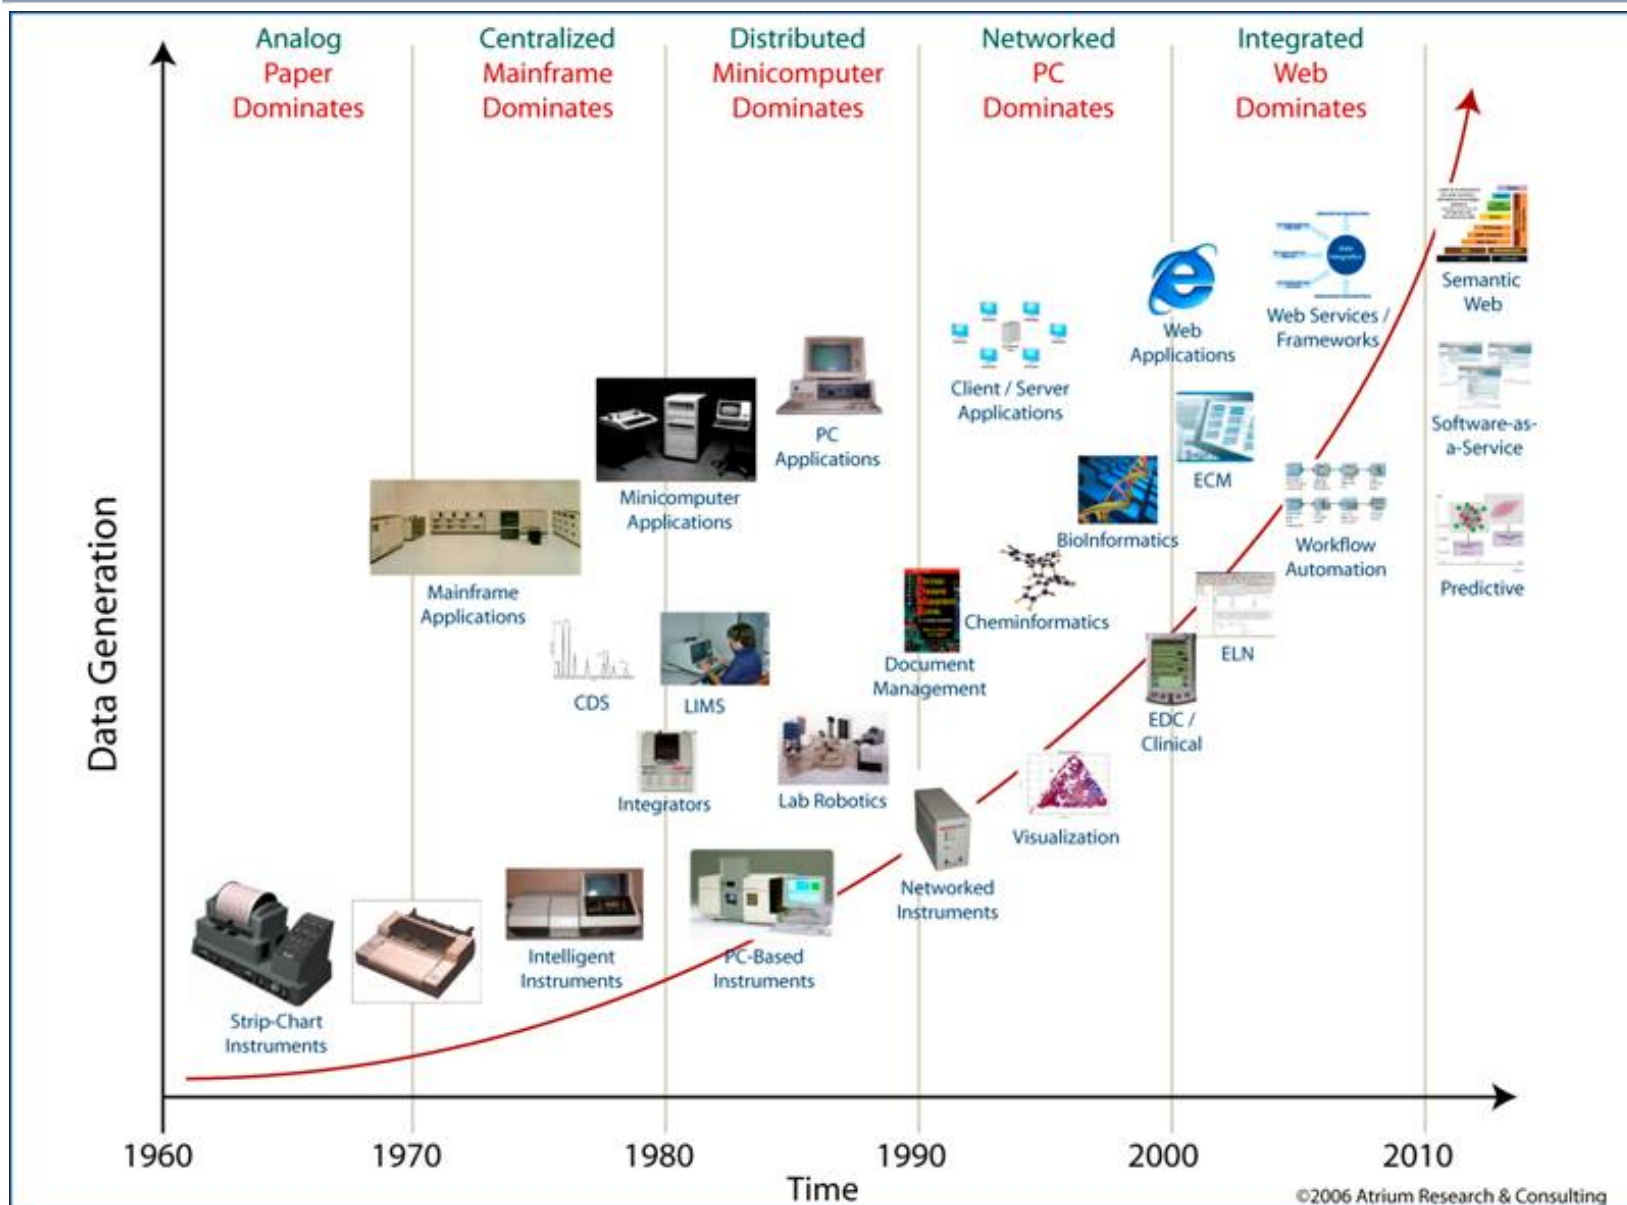 Analog
Paper
Dominates
Centralized
Mainframe
Dominates
Distributed
Minicomputer
Dominates
Networked
PC
Dominates
Integrated
Web
Dominates
Data Generation
Semantic
Web
Web Services /
Frameworks
Web
Applications
Client / Server
Applications
Software-as-
a-Service
PC
Applications
ECM
Minicomputer
Applications
BioInformatics
Workflow
Automation
Predictive
Mainframe
Applications
Cheminformatics
ELN
Document
Management
CDS
LIMS
EDC /
Clinical
Integrators
Lab Robotics
Visualization
Networked
Instruments
Intelligent
Instruments
PC-Based
Instruments
Strip-Chart
Instruments
1960
1970
1980
1990
2000
2010
Time
©2006 Atrium Research & Consulting